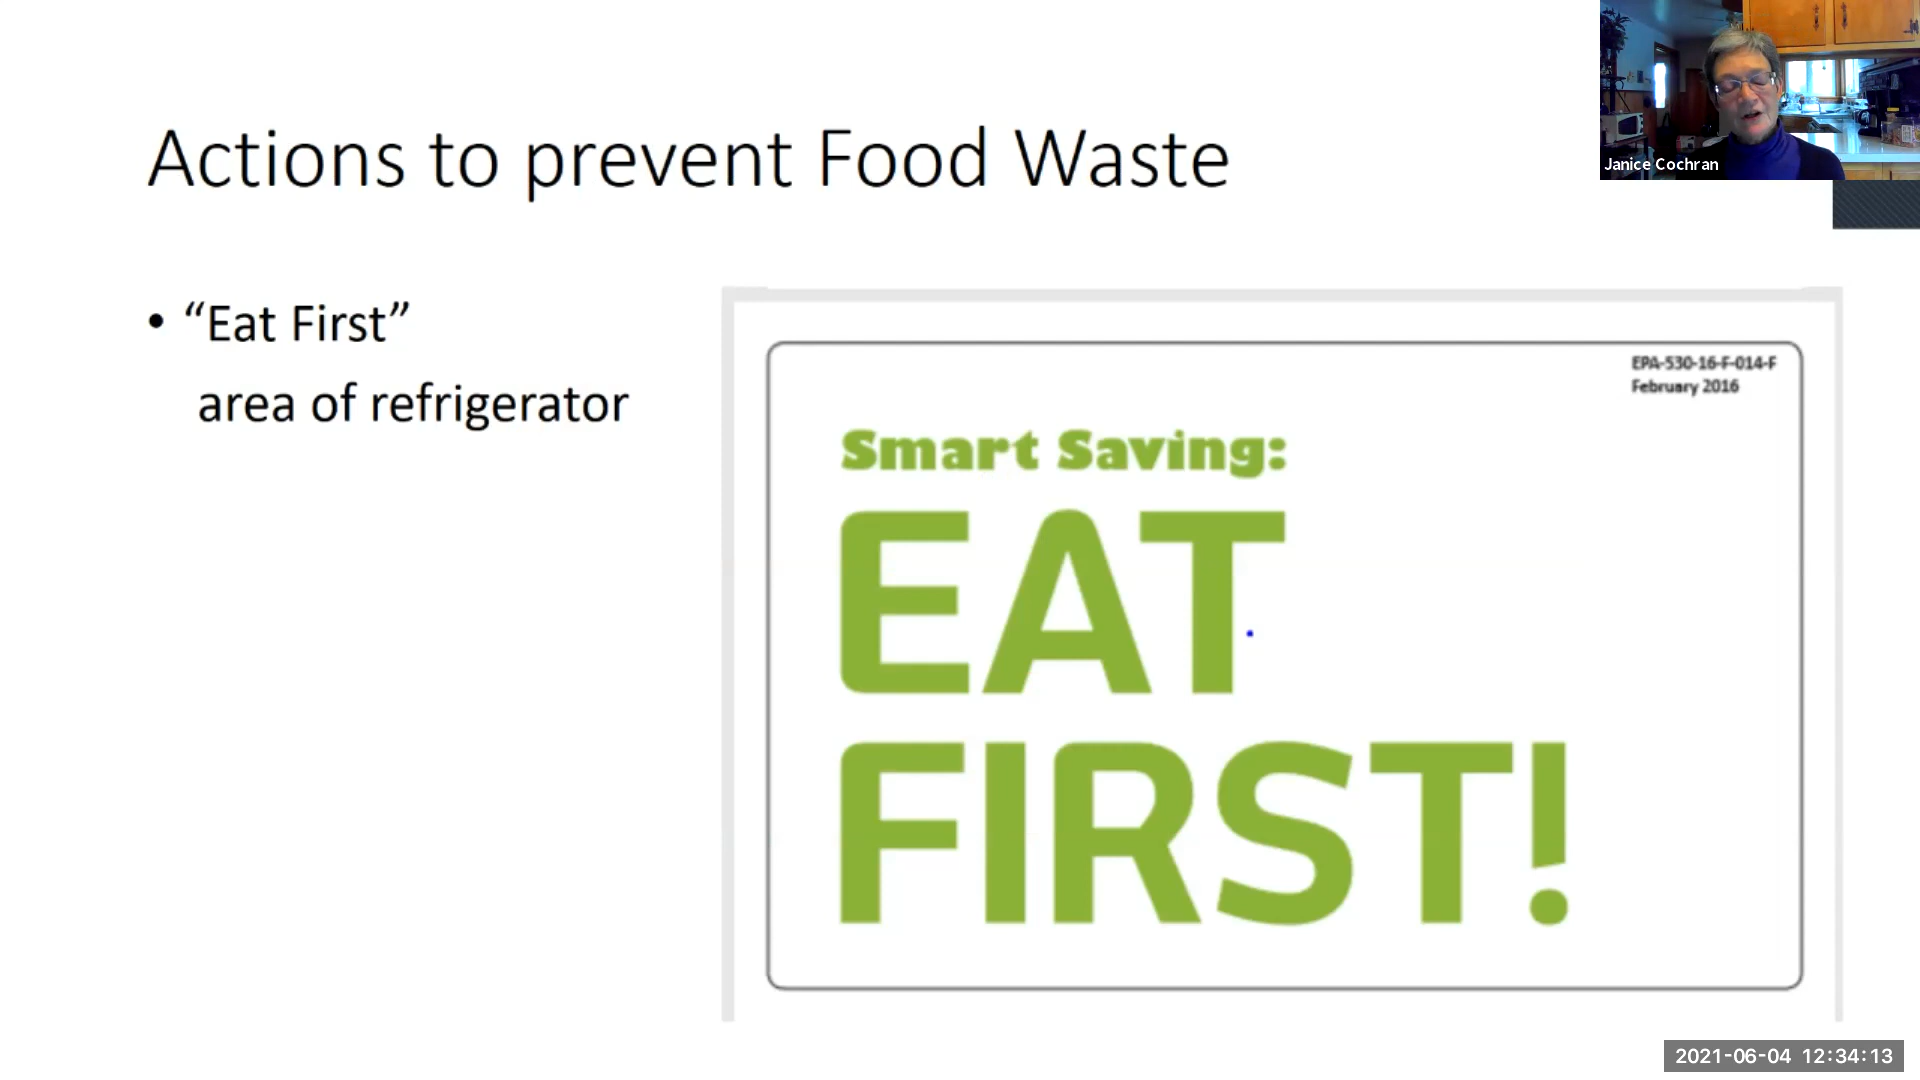 Janice Cochran
Actions to prevent Food Waste
• “Eat First”
area of refrigerator
EPA-530-16-F-014-F
February 2016
Smart Saving:
EAT
FIRST!
2021-06-04 12:34:13